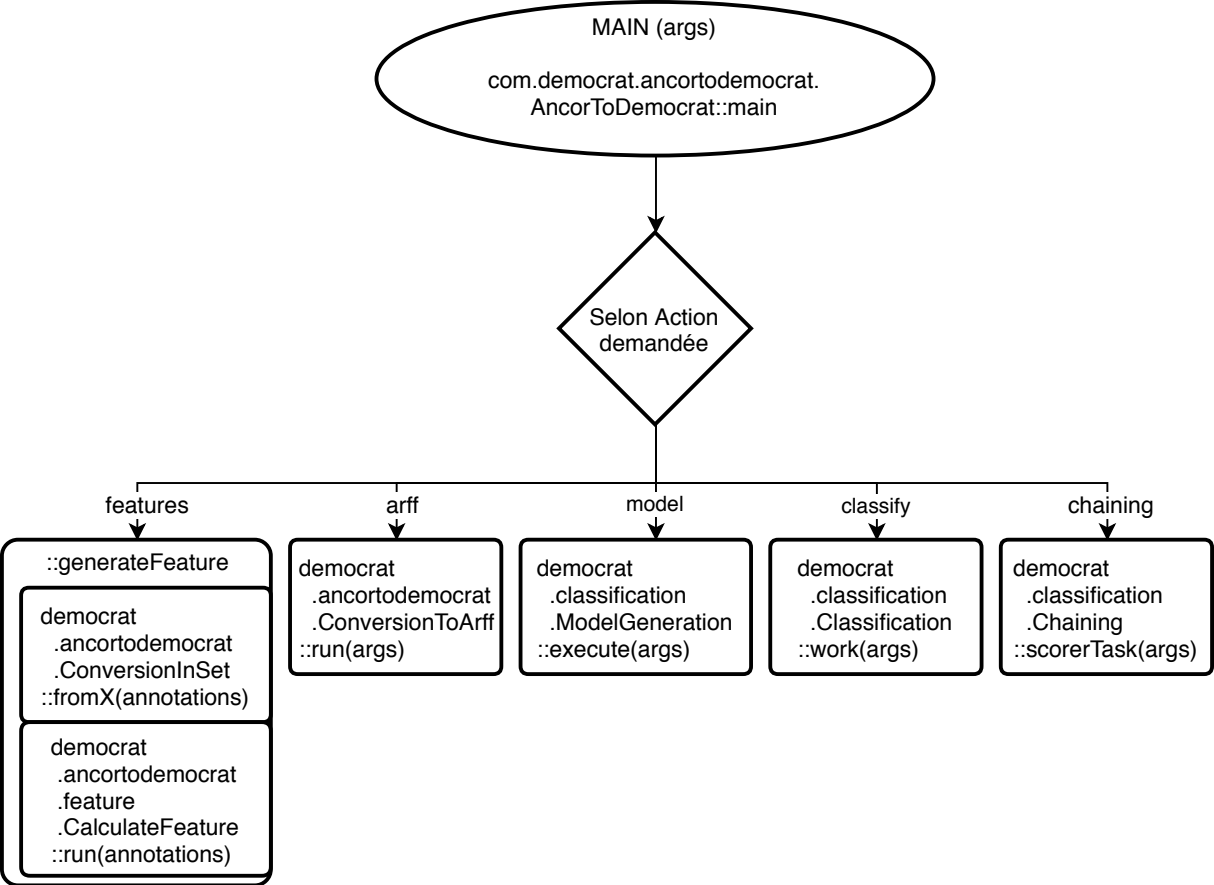 MAIN (args)
com.democrat.ancortodemocrat.
AncorToDemocrat::main
Selon Action
demandée
features
arff
model
classify
chaining
::generateFeature
democrat
.ancortodemocrat
.ConversionInSet
::fromX(annotations)
democrat
.ancortodemocrat
.feature
.CalculateFeature
::run(annotations)
democrat
.ancortodemocrat
.ConversionToArff
::run(args)
democrat
.classification
.ModelGeneration
::execute(args)
democrat
.classification
.Classification
::work(args)
democrat
.classification
.Chaining
::scorerTask(args)